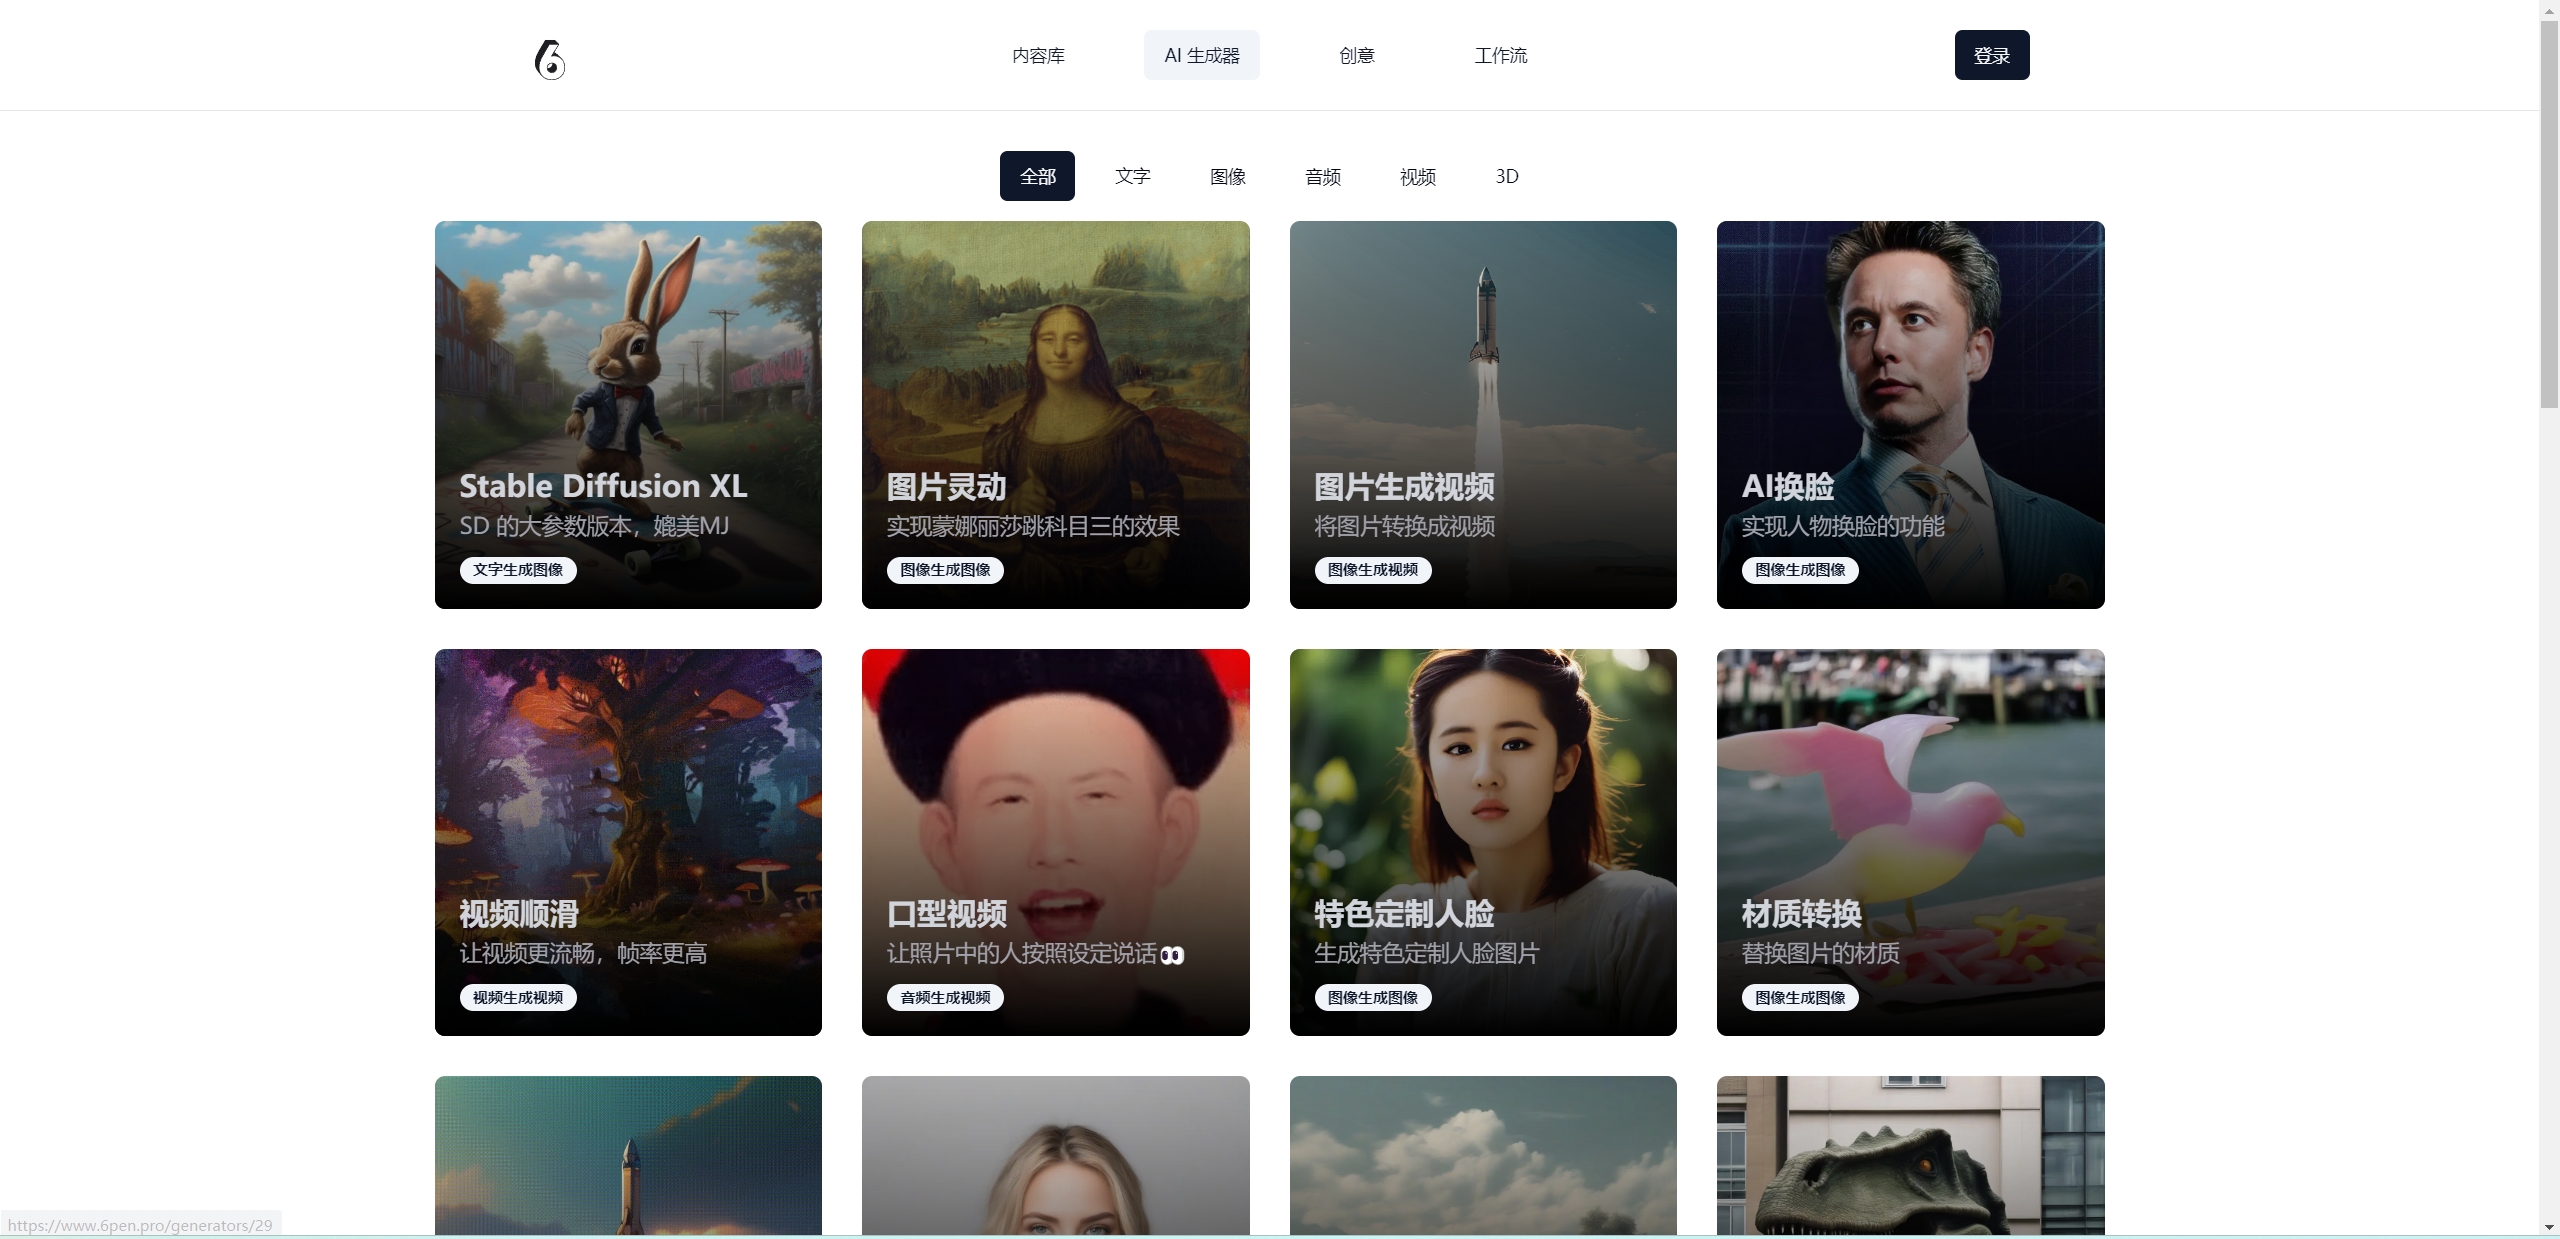 内容库
AI 生成器
创意
工作流
登录
全部
文字
图像
音频
视频
3D
Stable Diffusion XL
SD 的大参数版本，媲美MJ
文字生成图像
图片灵动
实现蒙娜丽莎跳科目三的效果
图像生成图像
图片生成视频
将图片转换成视频
图像生成视频
AI换脸
实现人物换脸的功能
图像生成图像
视频顺滑
让视频更流畅，帧率更高
视频生成视频
口型视频
让照片中的人按照设定说话👀
音频生成视频
特色定制人脸
生成特色定制人脸图片
图像生成图像
材质转换
替换图片的材质
图像生成图像
https://www.6pen.pro/generators/29